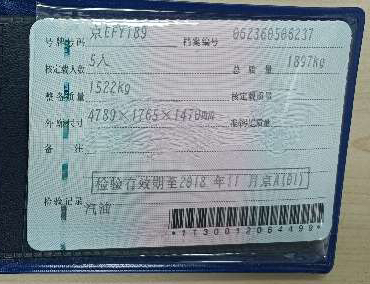 号牌号码 京EFY189 档案编号 062360506237
核定载人数 5人 总质量 1897kg
整备质量 1522kg 核定载质量
外廓尺寸 4789×1765×1470mm 准牵引总质量
备注
检验有效期至2018年11月京A(01)
检验记录
汽油
*1130012064499*